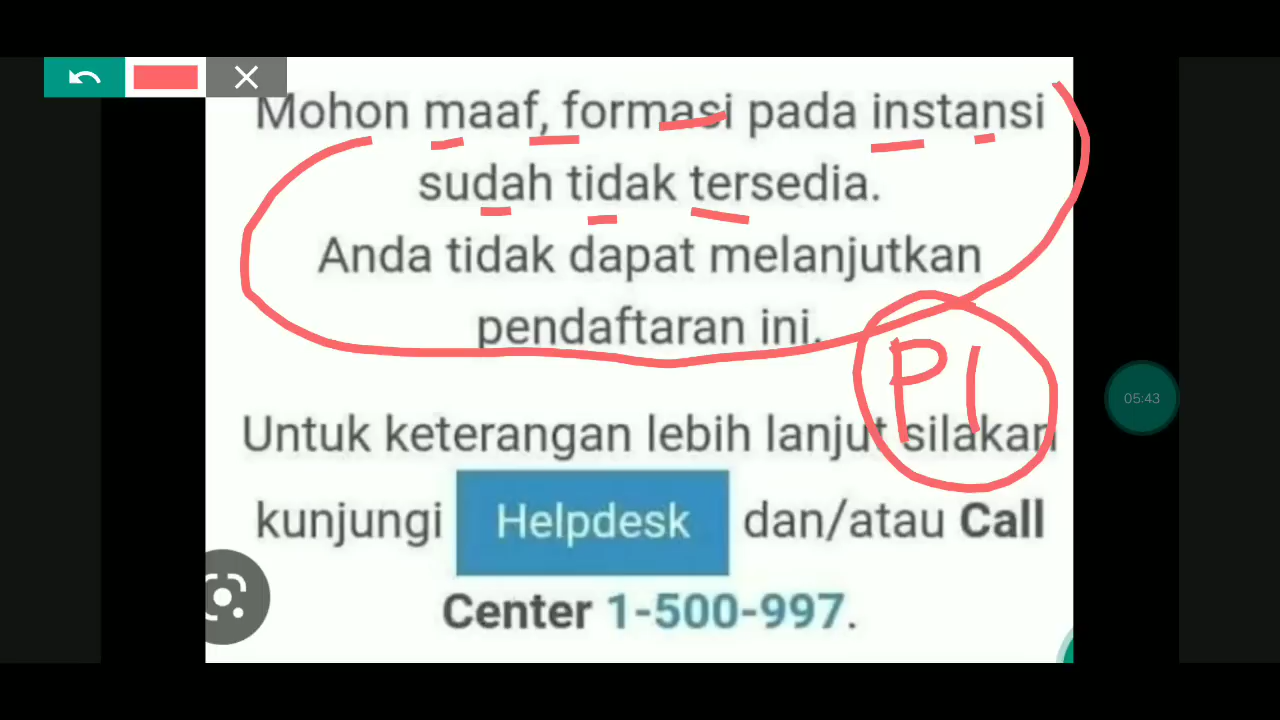 Mohon maaf, formasi pada instansi
sudah tidak tersedia.
Anda tidak dapat melanjutkan
pendaftaran ini.
P1
Untuk keterangan lebih lanjut silakan
kunjungi Helpdesk dan/atau Call
Center 1-500-997.
05:43